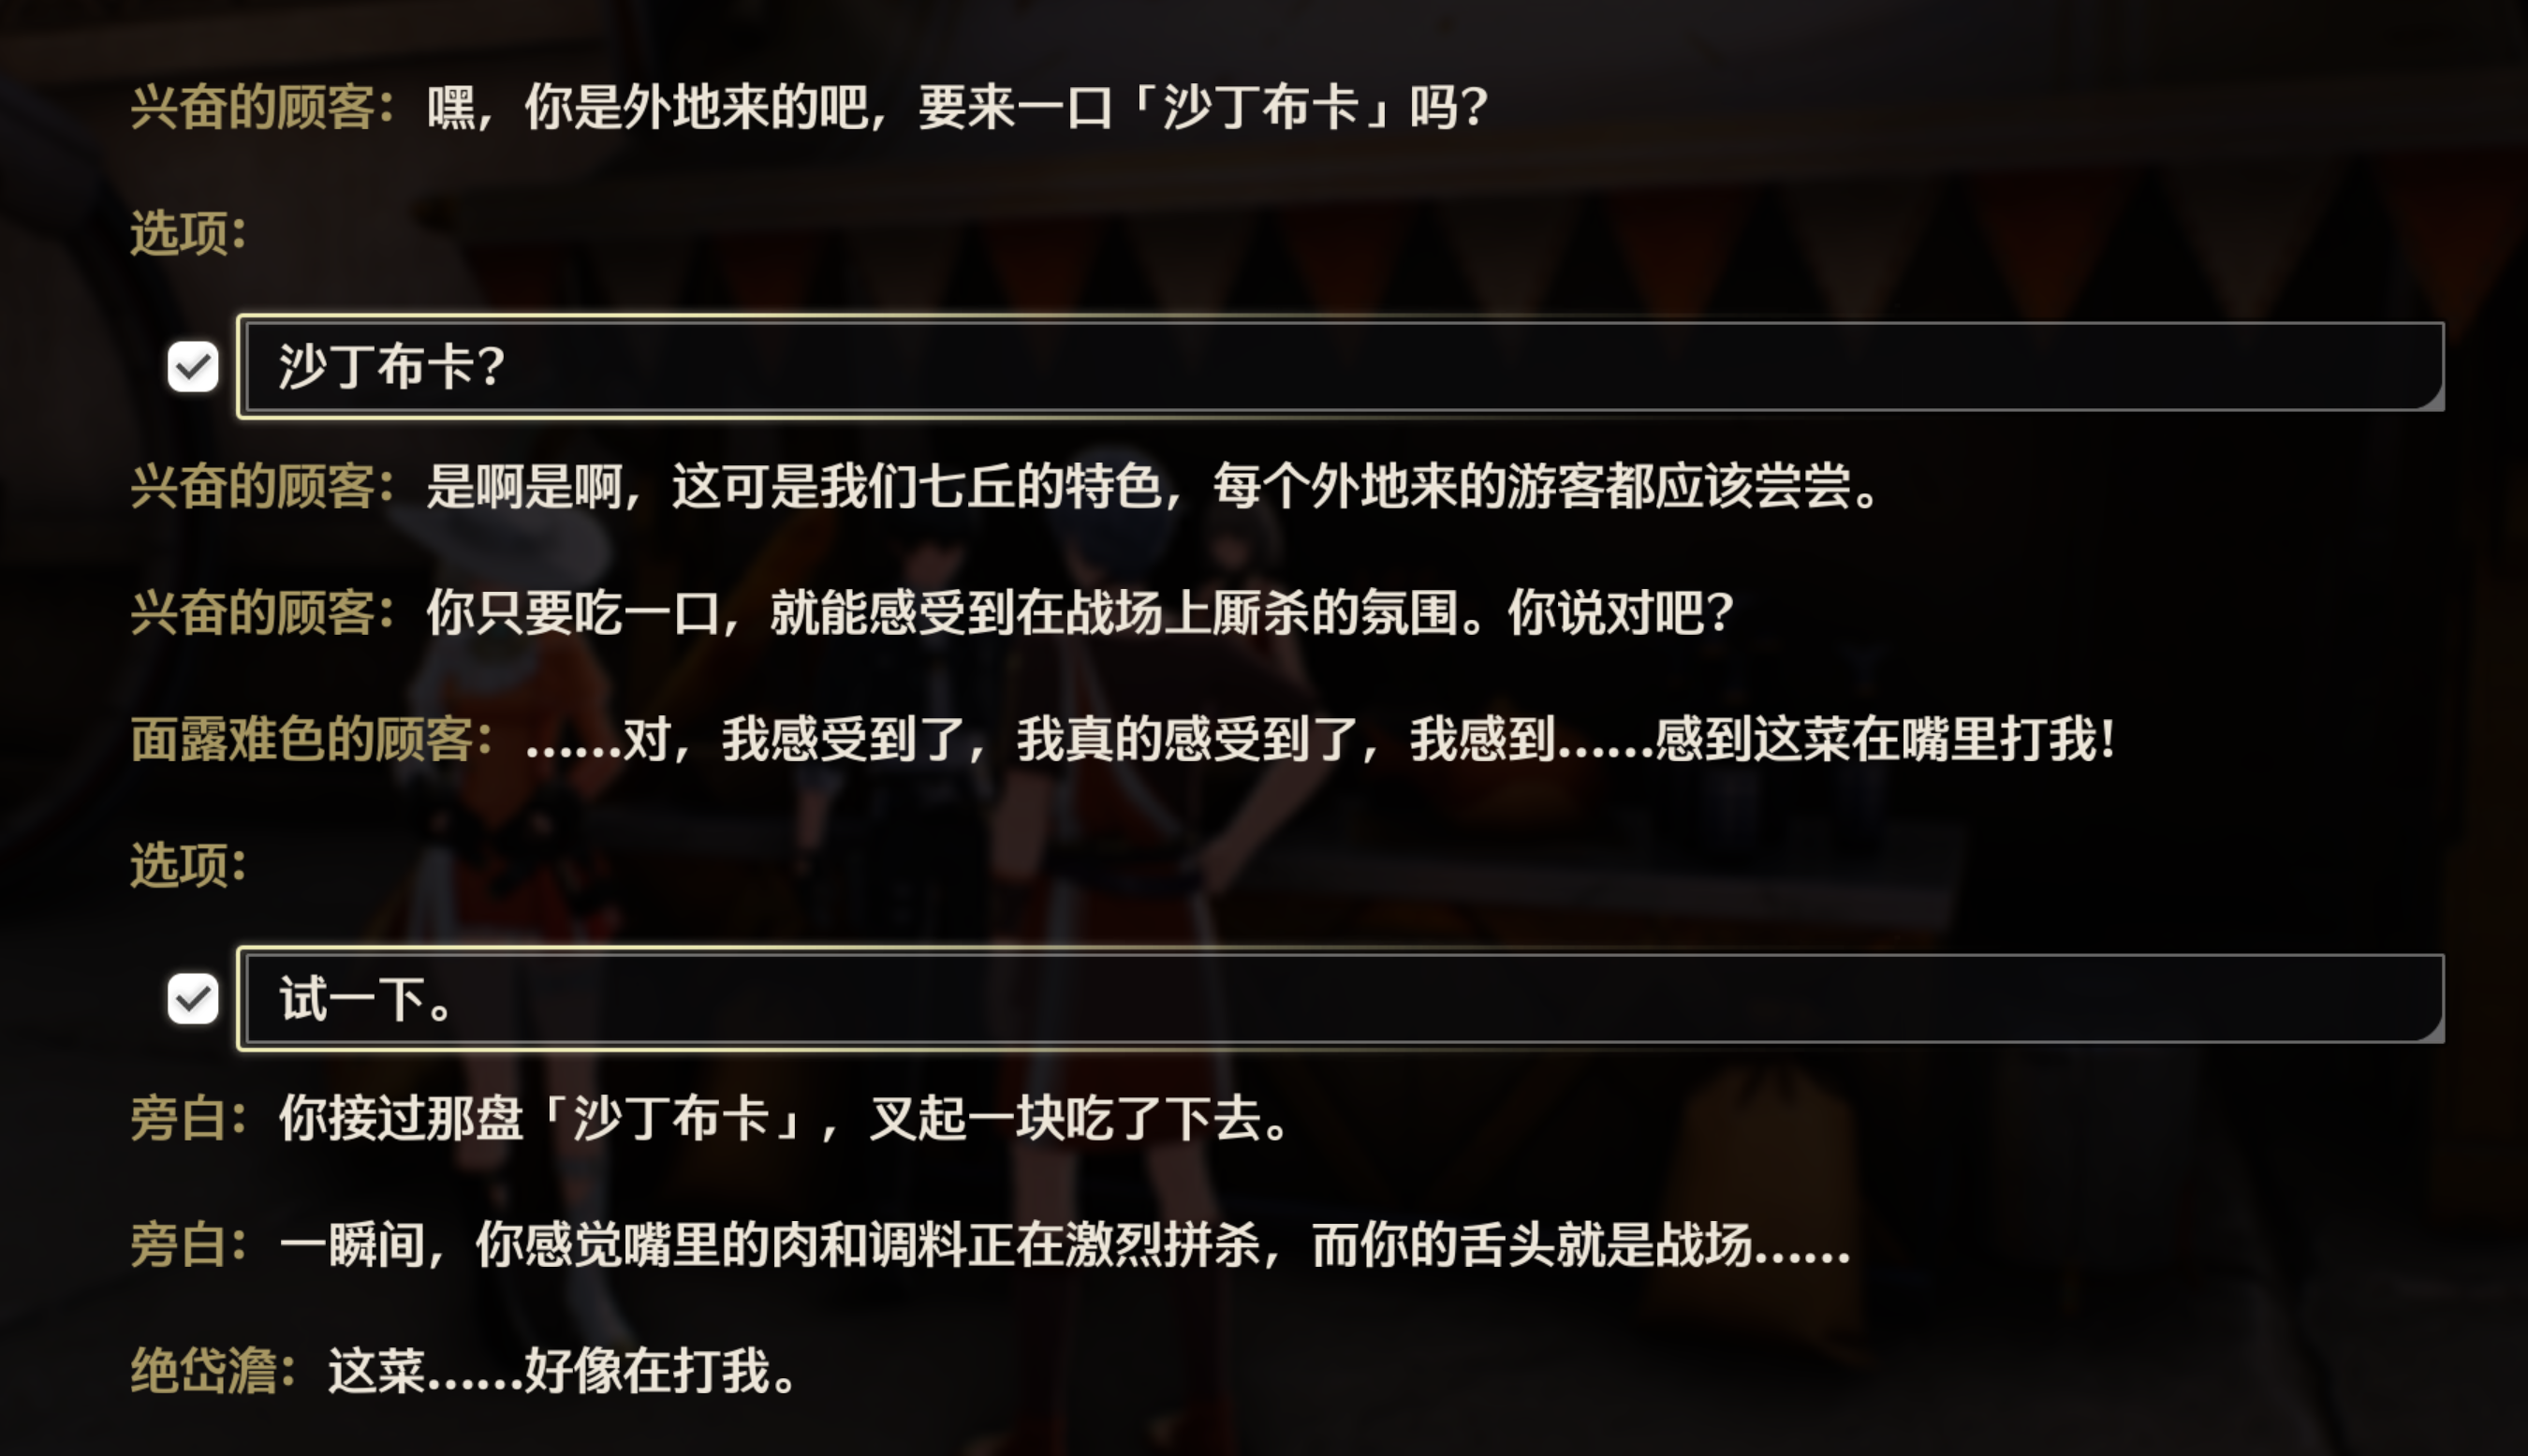 兴奋的顾客：嘿，你是外地来的吧，要来一口「沙丁布卡」吗？
选项：
沙丁布卡？
兴奋的顾客：是啊是啊，这可是我们七丘的特色，每个外地来的游客都应该尝尝。
兴奋的顾客：你只要吃一口，就能感受到在战场上厮杀的氛围。你说对吧？
面露难色的顾客：……对，我感受到了，我真的感受到了，我感到……感到这菜在嘴里打我！
选项：
试一下。
旁白：你接过那盘「沙丁布卡」，叉起一块吃了下去。
旁白：一瞬间，你感觉嘴里的肉和调料正在激烈拼杀，而你的舌头就是战场……
绝岱澹：这菜……好像在打我。